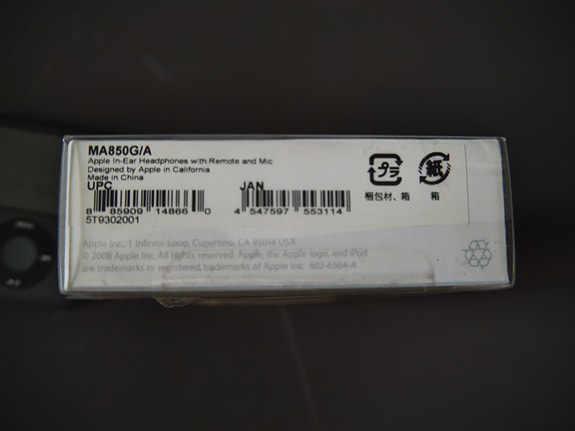 MA850G/A
Apple In-Ear Headphones with Remote and Mic
Designed by Apple in California
Made in China
UPC JAN
8 85909 14866 0 4 547597 553114
5T9302001
プラ 紙
梱包材、箱 箱
Apple Inc., 1 Infinite Loop, Cupertino, CA 95014 USA
© 2008 Apple Inc. All rights reserved. Apple, the Apple logo, and iPod
are trademarks or registered trademarks of Apple Inc. 602-6564-A